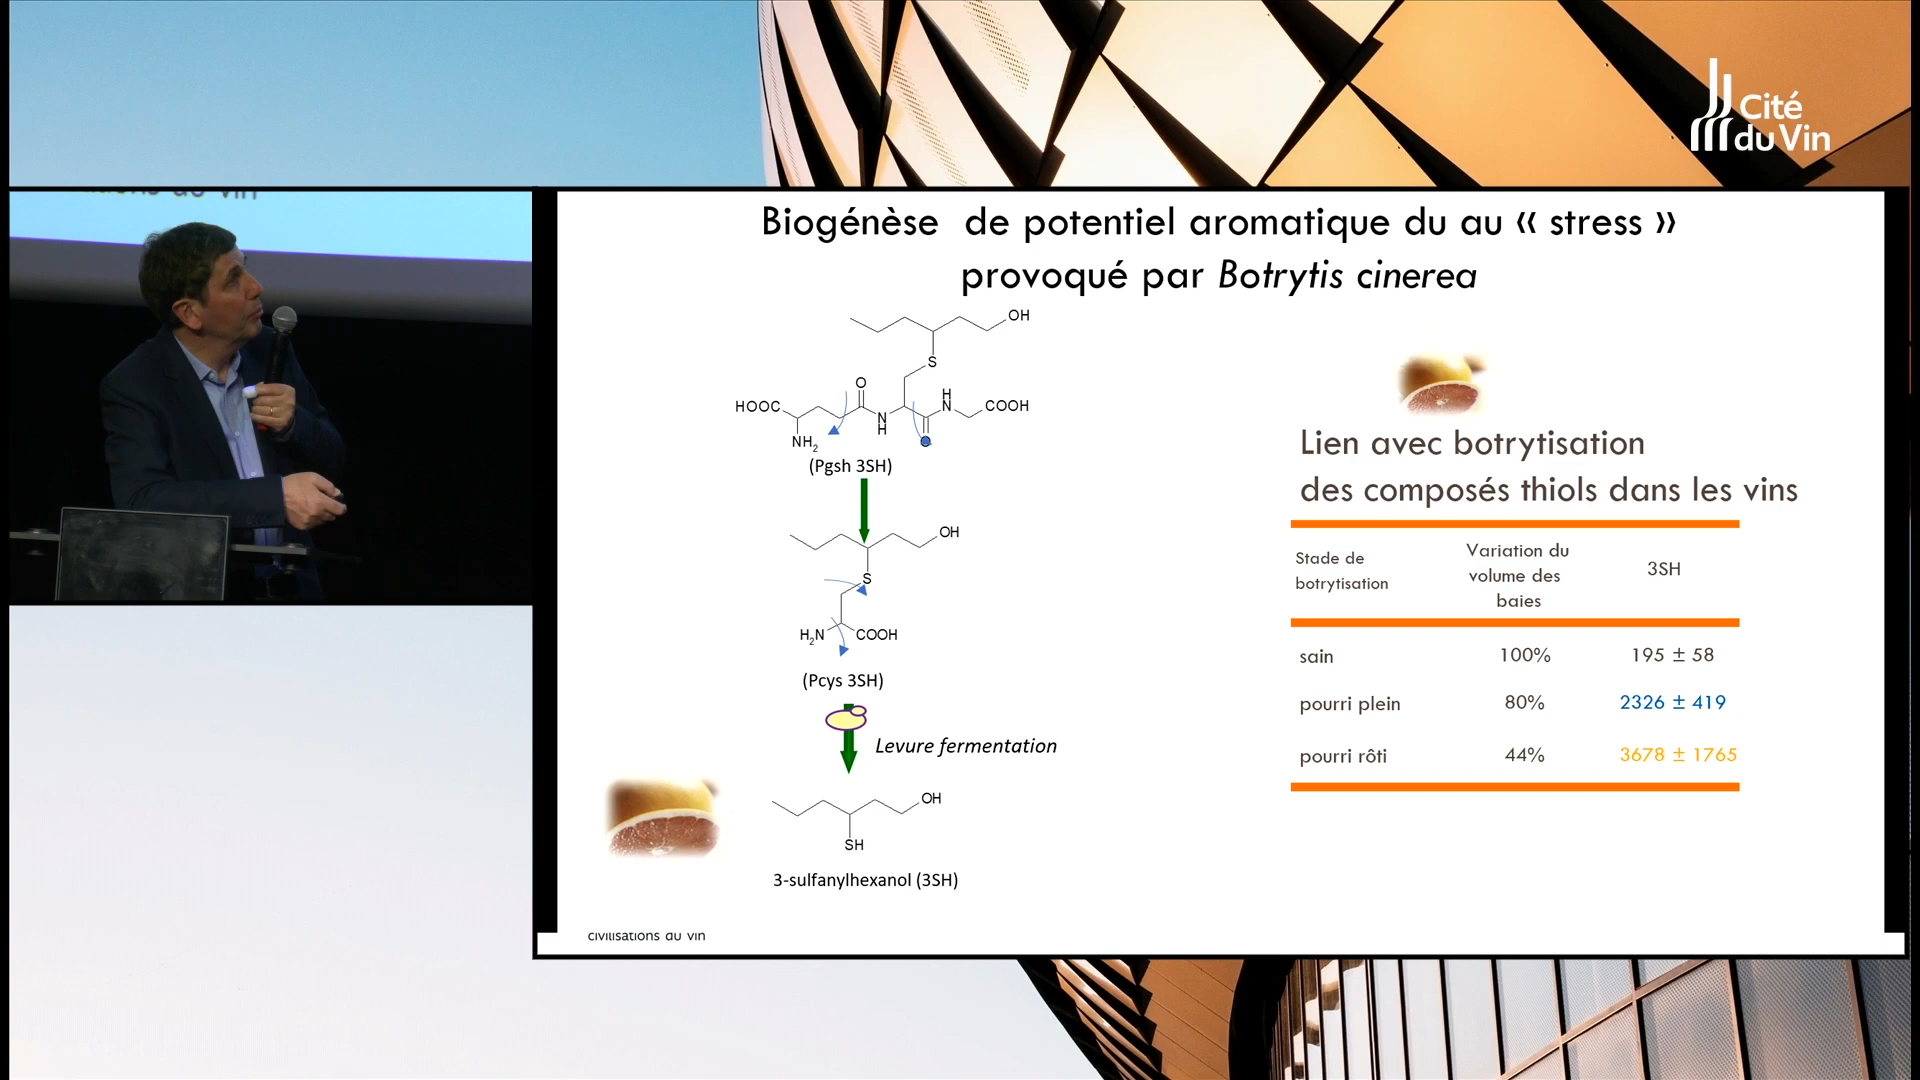 Cité
du Vin
Biogénèse de potentiel aromatique du au « stress »
provoqué par Botrytis cinerea
OH
S
O
HOOC
N
H
H
N
COOH
NH2
O
(Pgsh 3SH)
OH
S
H2N
COOH
(Pcys 3SH)
Levure fermentation
OH
SH
3-sulfanylhexanol (3SH)
Lien avec botrytisation
des composés thiols dans les vins
Stade de
botrytisation
Variation du
volume des
baies
3SH
sain 100% 195 ± 58
pourri plein 80% 2326 ± 419
pourri rôti 44% 3678 ± 1765
civilisations du vin